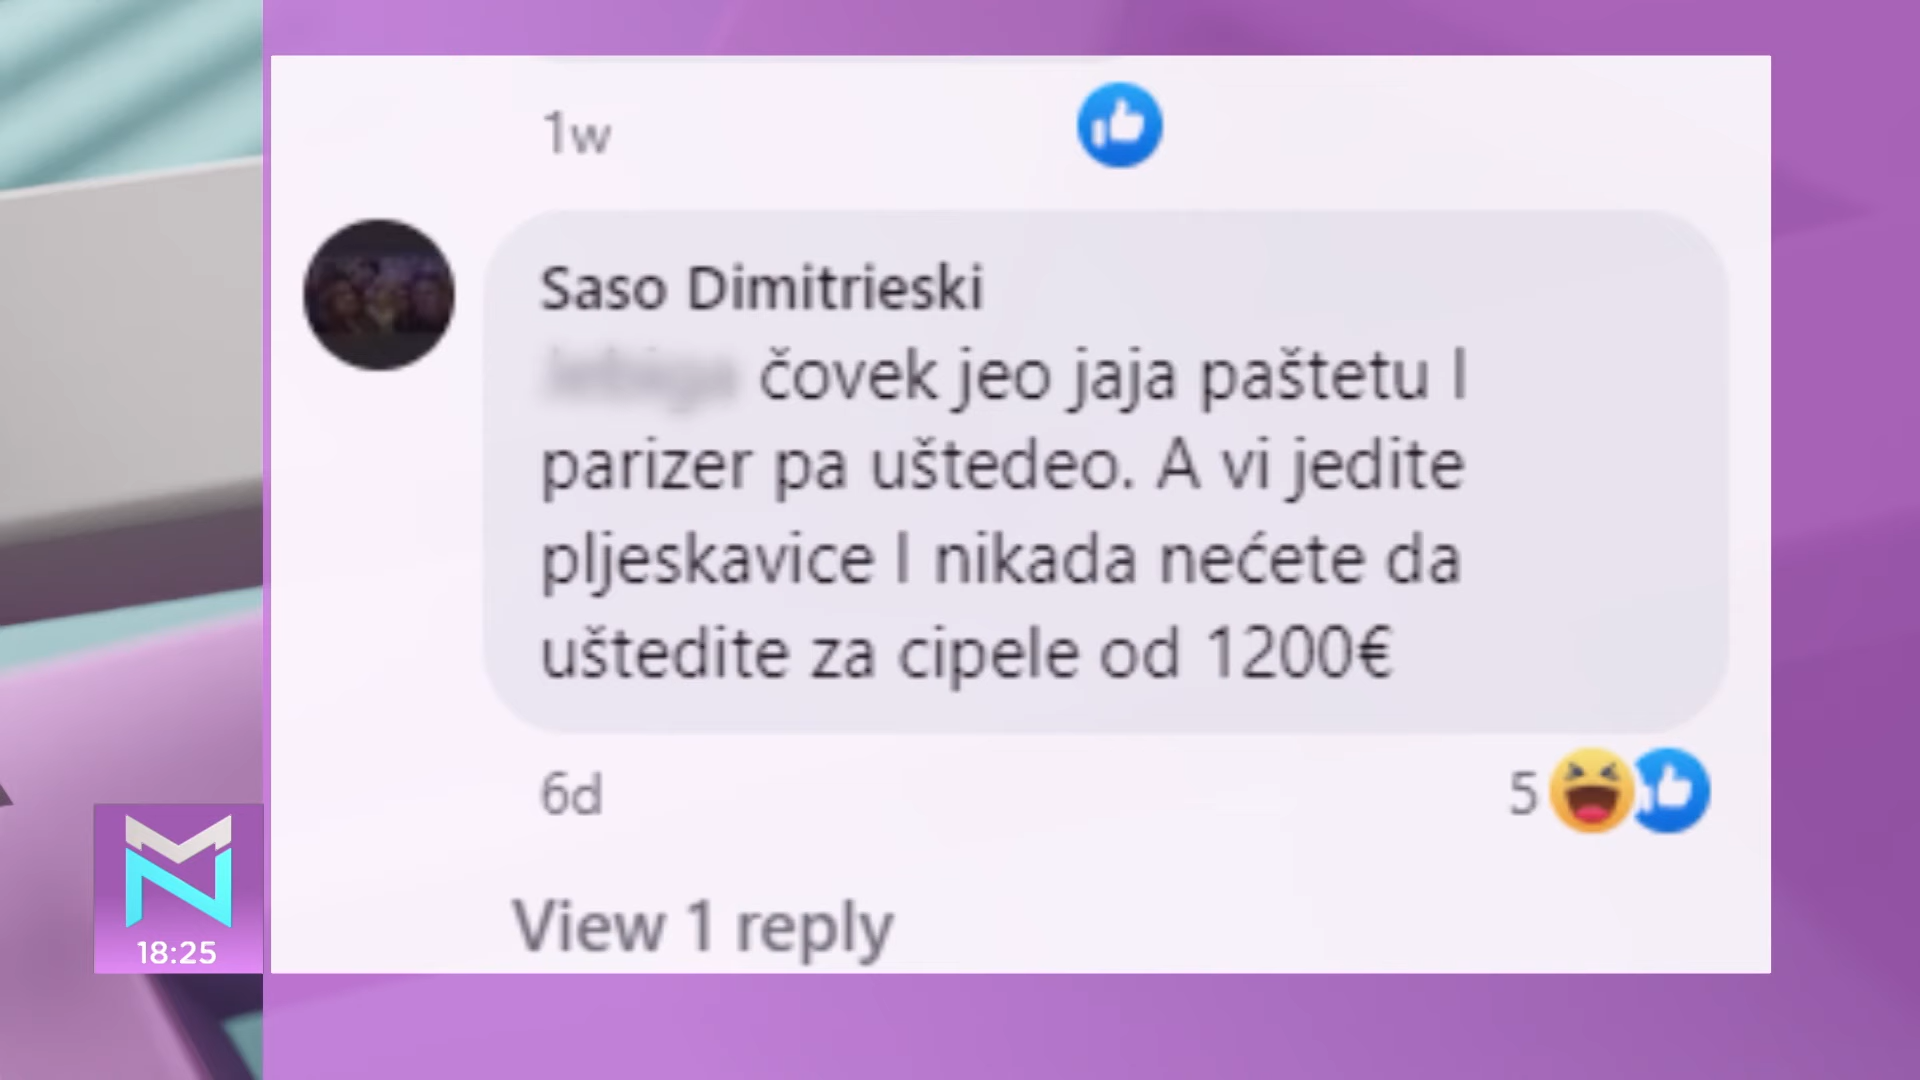 1w
Saso Dimitrieski
čovek jeo jaja paštetu I
parizer pa uštedeo. A vi jedite
pljeskavice I nikada nećete da
uštedite za cipele od 1200€
6d
5
View 1 reply
18:25